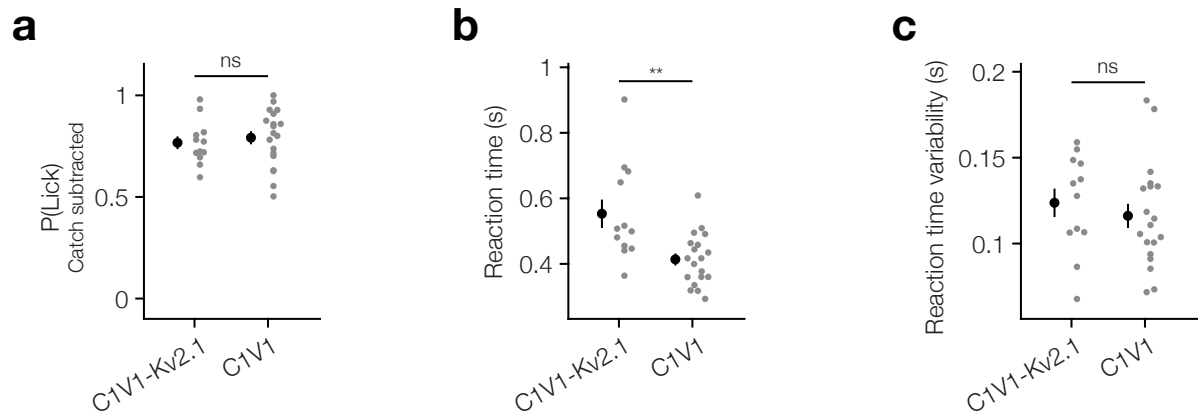 a
ns
P(Lick)
Catch subtracted
1
0.5
0
C1V1-Kv2.1
C1V1
b
**
Reaction time (s)
1
0.8
0.6
0.4
C1V1-Kv2.1
C1V1
c
ns
Reaction time variability (s)
0.2
0.15
0.1
C1V1-Kv2.1
C1V1